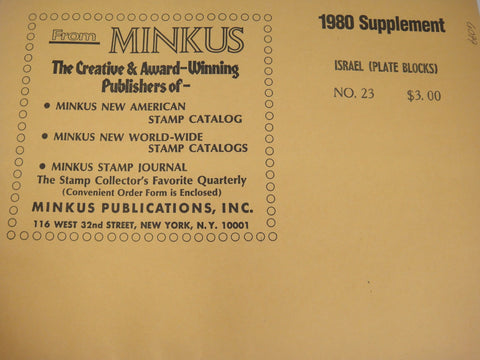 From MINKUS
The Creative & Award-Winning
Publishers of-
• MINKUS NEW AMERICAN
STAMP CATALOG
• MINKUS NEW WORLD-WIDE
STAMP CATALOGS
• MINKUS STAMP JOURNAL
The Stamp Collector's Favorite Quarterly
(Convenient Order Form is Enclosed)
MINKUS PUBLICATIONS, INC.
116 WEST 32nd STREET, NEW YORK, N.Y. 10001
1980 Supplement
ISRAEL (PLATE BLOCKS)
NO. 23 $3.00